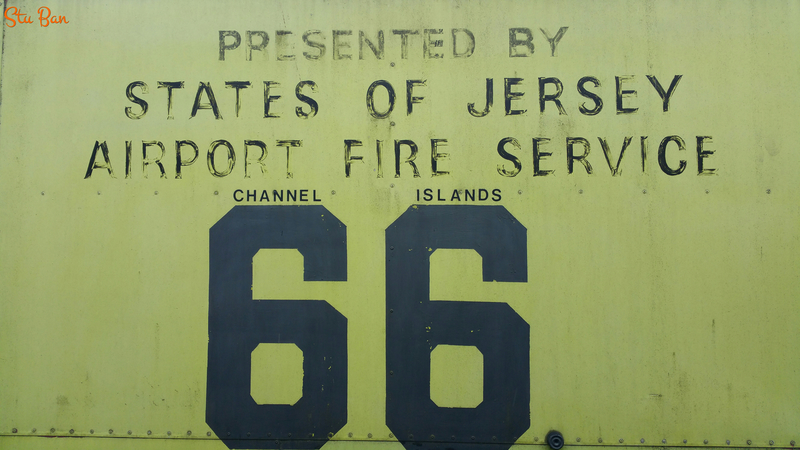 Stu Ban
PRESENTED BY
STATES OF JERSEY
AIRPORT FIRE SERVICE
CHANNEL ISLANDS
66